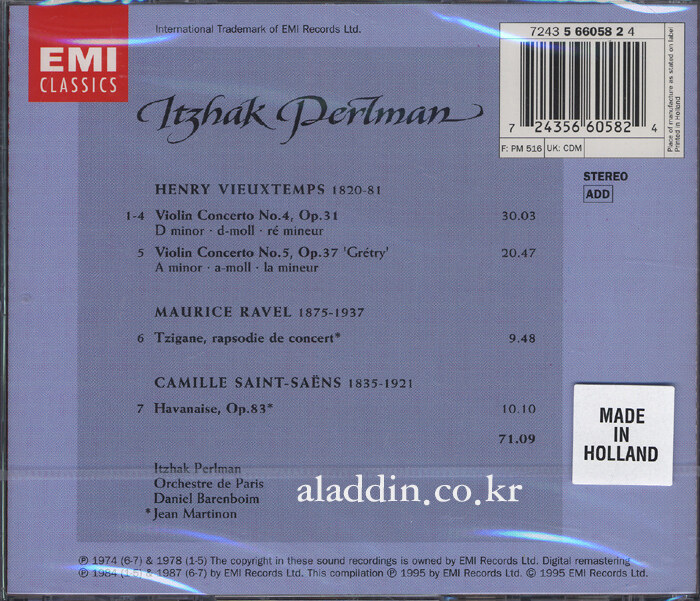 International Trademark of EMI Records Ltd.
EMI
CLASSICS
7243 5 66058 2 4
7 24356 60582 4
F: PM 516 UK: CDM
Place of manufacture as stated on label
Printed in Holland
Itzhak Perlman
STEREO
ADD
HENRY VIEUXTEMPS 1820-81
1-4 Violin Concerto No.4, Op.31 30.03
D minor · d-moll · ré mineur
5 Violin Concerto No.5, Op.37 'Grétry' 20.47
A minor · a-moll · la mineur
MAURICE RAVEL 1875-1937
6 Tzigane, rapsodie de concert* 9.48
CAMILLE SAINT-SAËNS 1835-1921
7 Havanaise, Op.83* 10.10
71.09
MADE
IN
HOLLAND
Itzhak Perlman
Orchestre de Paris
Daniel Barenboim
*Jean Martinon
aladdin.co.kr
℗ 1974 (6-7) & 1978 (1-5) The copyright in these sound recordings is owned by EMI Records Ltd. Digital remastering
℗ 1984 (1-5) & 1987 (6-7) by EMI Records Ltd. This compilation ℗ 1995 by EMI Records Ltd. © 1995 EMI Records Ltd.